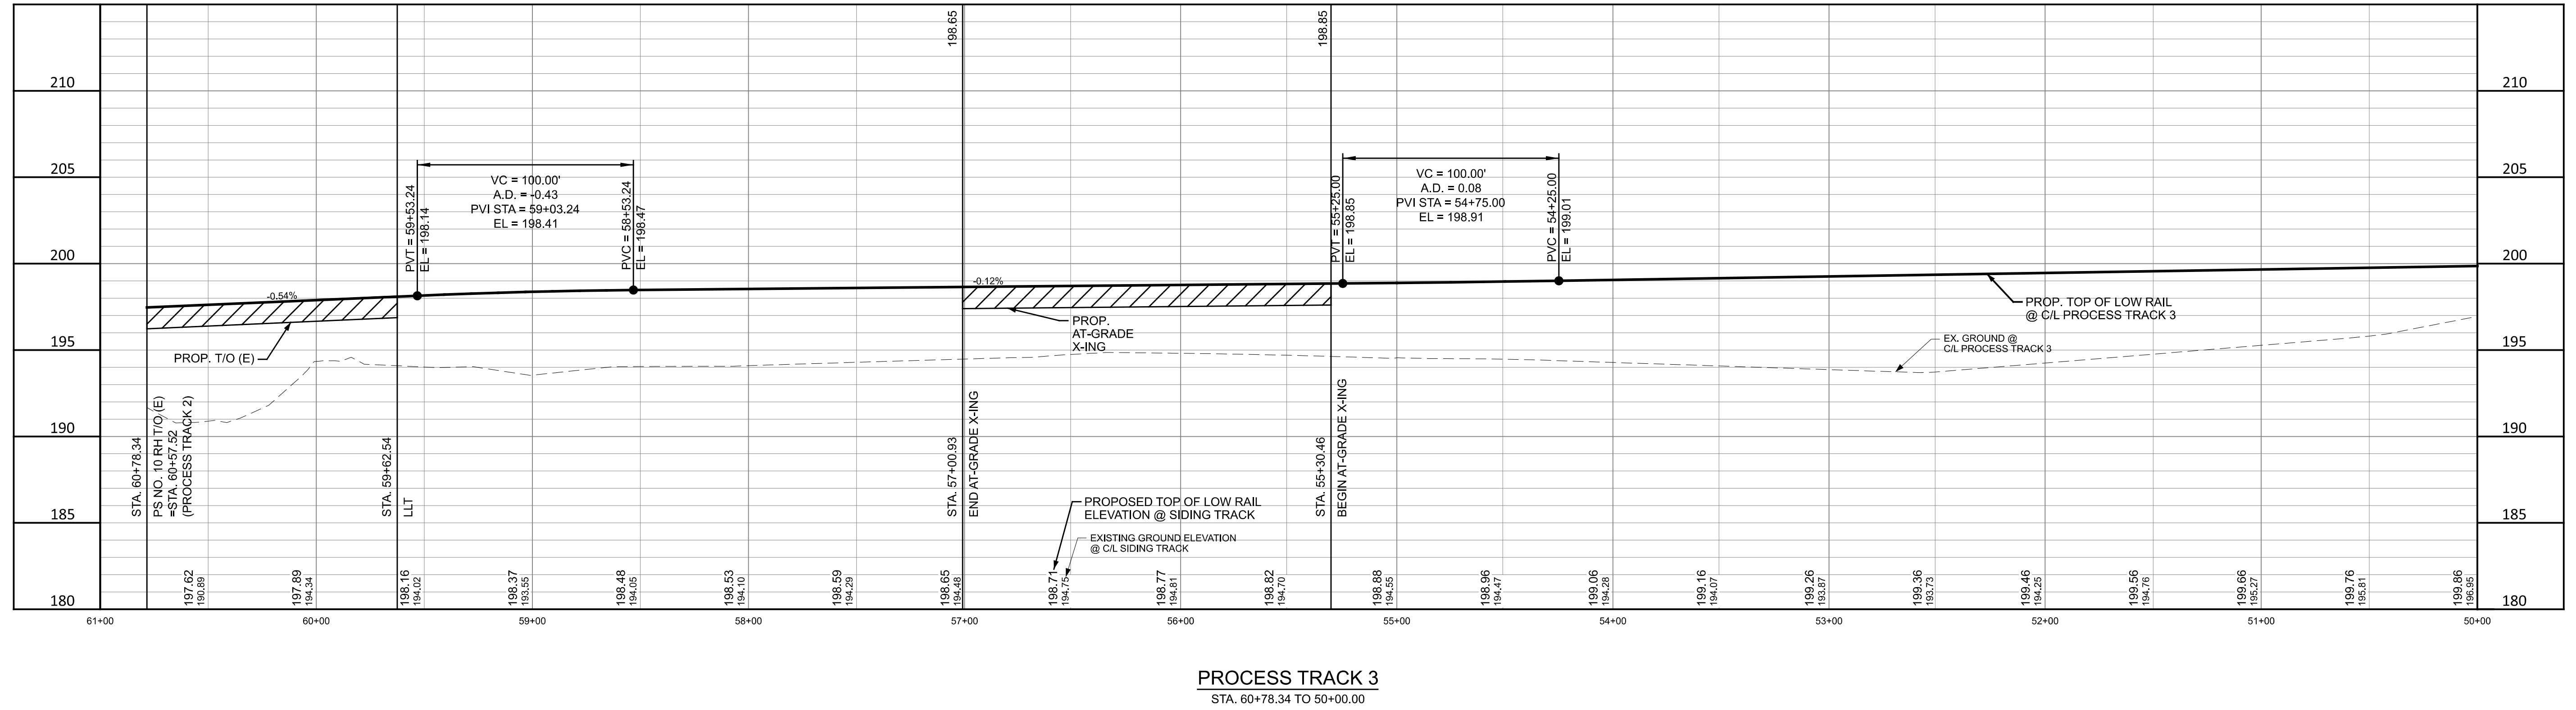 198.65
198.85
210
210
205
205
200
200
195
195
190
190
185
185
180
180
VC = 100.00'
A.D. = -0.43
PVI STA = 59+03.24
EL = 198.41
PVT = 59+53.24
EL = 198.14
PVC = 58+53.24
EL = 198.47
VC = 100.00'
A.D. = 0.08
PVI STA = 54+75.00
EL = 198.91
PVT = 55+25.00
EL = 198.85
PVC = 54+25.00
EL = 199.01
-0.54%
-0.12%
PROP. T/O (E)
PROP.
AT-GRADE
X-ING
PROP. TOP OF LOW RAIL
@ C/L PROCESS TRACK 3
EX. GROUND @
C/L PROCESS TRACK 3
STA. 60+78.34
PS NO. 10 RH T/O (E)
=STA. 60+57.52
(PROCESS TRACK 2)
STA. 59+62.54
LLT
STA. 57+00.93
END AT-GRADE X-ING
STA. 55+30.46
BEGIN AT-GRADE X-ING
PROPOSED TOP OF LOW RAIL
ELEVATION @ SIDING TRACK
EXISTING GROUND ELEVATION
@ C/L SIDING TRACK
197.62
190.89
197.89
194.34
198.16
194.02
198.37
193.55
198.48
194.05
198.53
194.10
198.59
194.29
198.65
194.48
198.71
194.75
198.77
194.81
198.82
194.70
198.88
194.55
198.96
194.47
199.06
194.28
199.16
194.07
199.26
193.87
199.36
193.73
199.46
194.25
199.56
194.76
199.66
195.27
199.76
195.81
199.86
196.95
61+00
60+00
59+00
58+00
57+00
56+00
55+00
54+00
53+00
52+00
51+00
50+00
PROCESS TRACK 3
STA. 60+78.34 TO 50+00.00